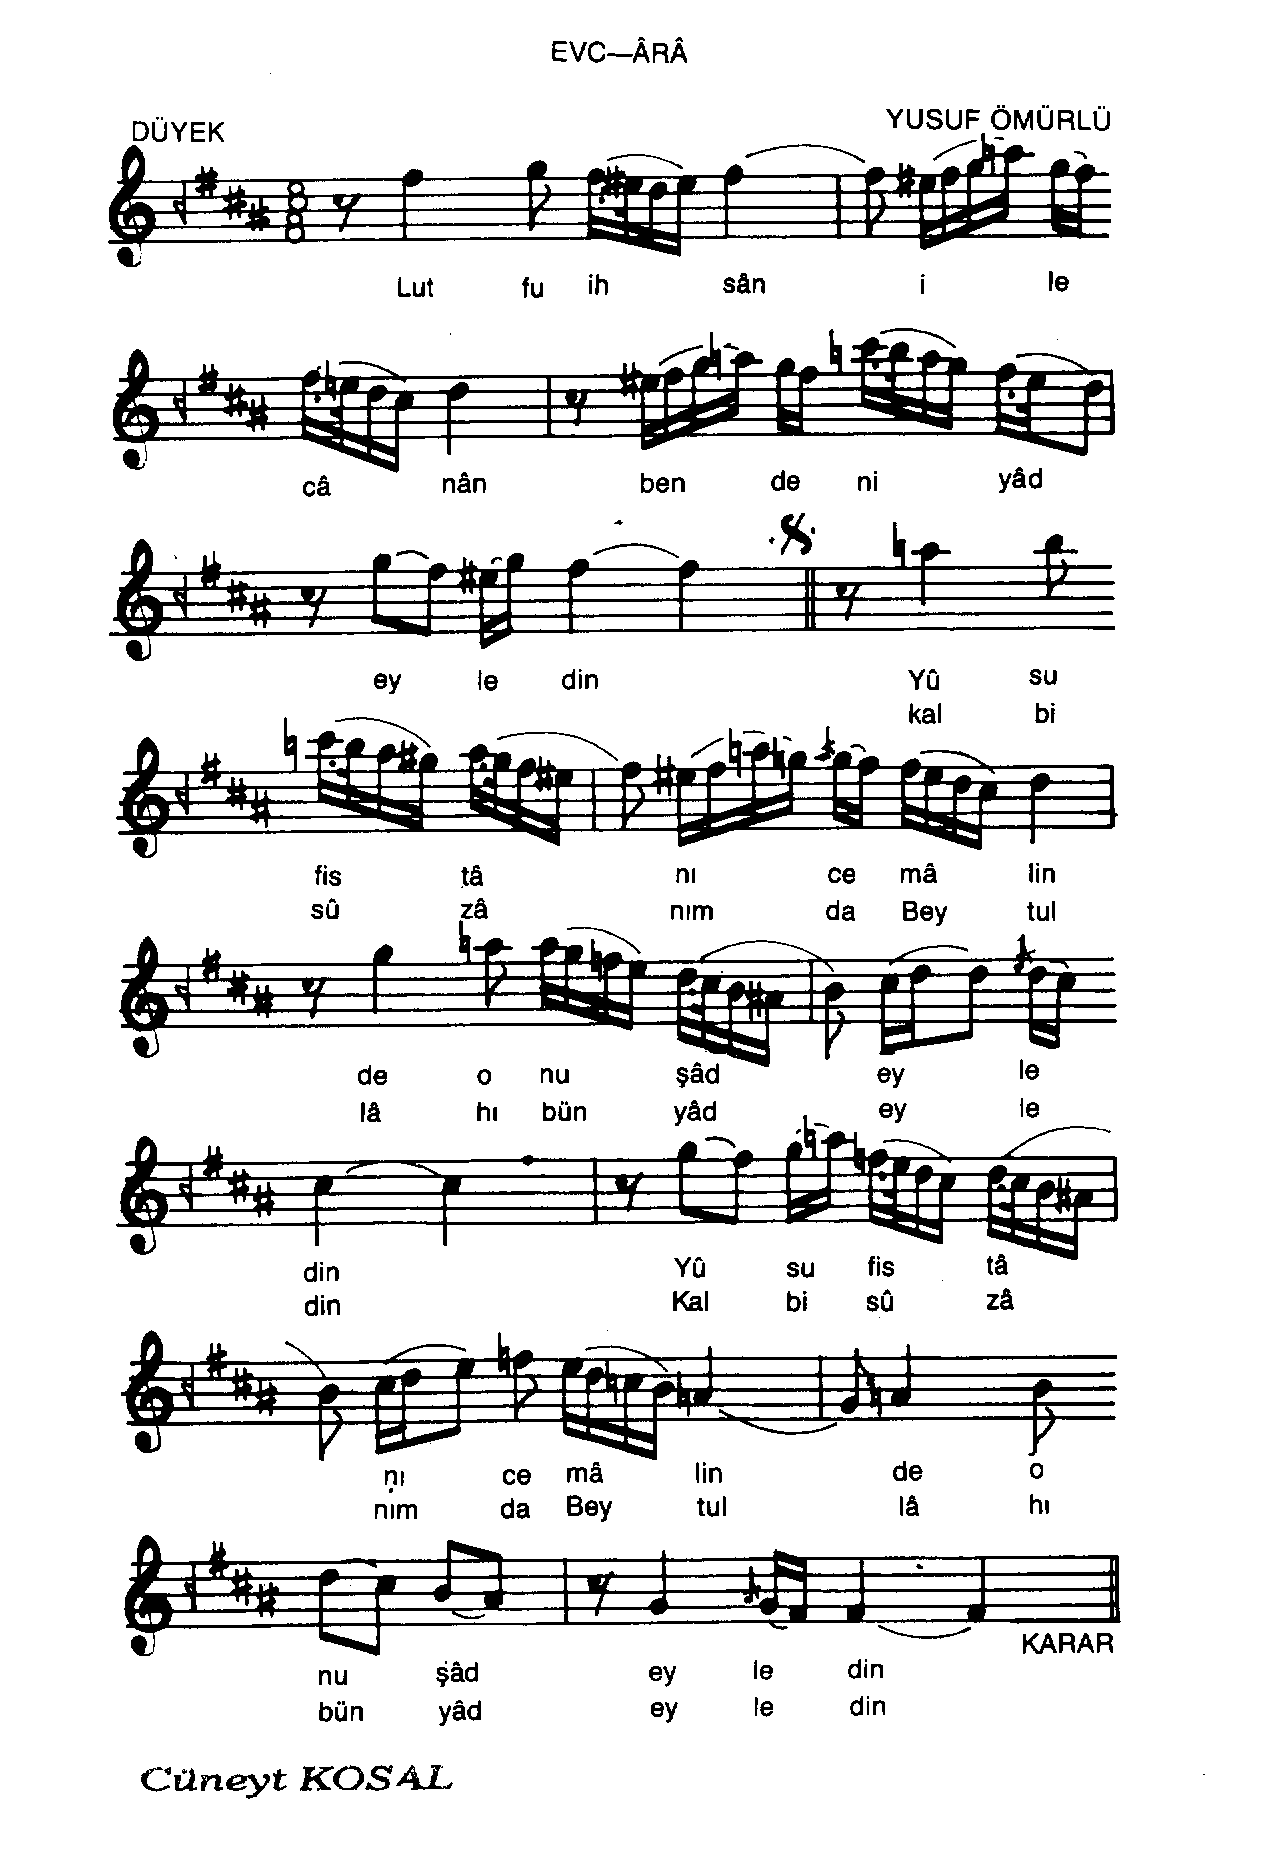 EVC—ÂRÂ
DÜYEK
YUSUF ÖMÜRLÜ
8
8
Lut fu ih sân i le
câ nân ben de ni yâd
ey le din Yû su
kal bi
fis tâ nı ce mâ lin
sû zâ nım da Bey tul
de o nu şâd ey le
lâ hı bün yâd ey le
din Yû su fis tâ
din Kal bi sû zâ
nı ce mâ lin de o
nım da Bey tul lâ hı
KARAR
nu şâd ey le din
bün yâd ey le din
Cüneyt KOSAL